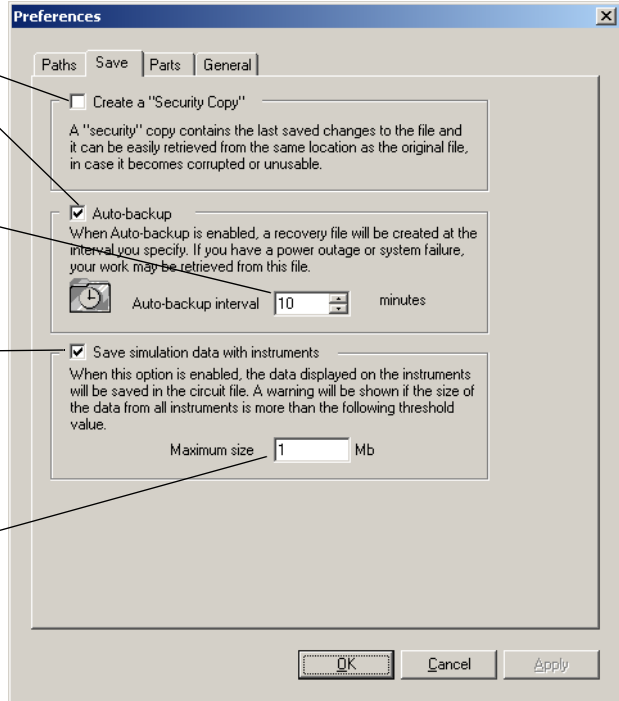 Preferences
Paths Save Parts General
Create a "Security Copy"
A "security" copy contains the last saved changes to the file and
it can be easily retrieved from the same location as the original file,
in case it becomes corrupted or unusable.
Auto-backup
When Auto-backup is enabled, a recovery file will be created at the
interval you specify. If you have a power outage or system failure,
your work may be retrieved from this file.
Auto-backup interval 10 minutes
Save simulation data with instruments
When this option is enabled, the data displayed on the instruments
will be saved in the circuit file. A warning will be shown if the size of
the data from all instruments is more than the following threshold
value.
Maximum size 1 Mb
OK Cancel Apply